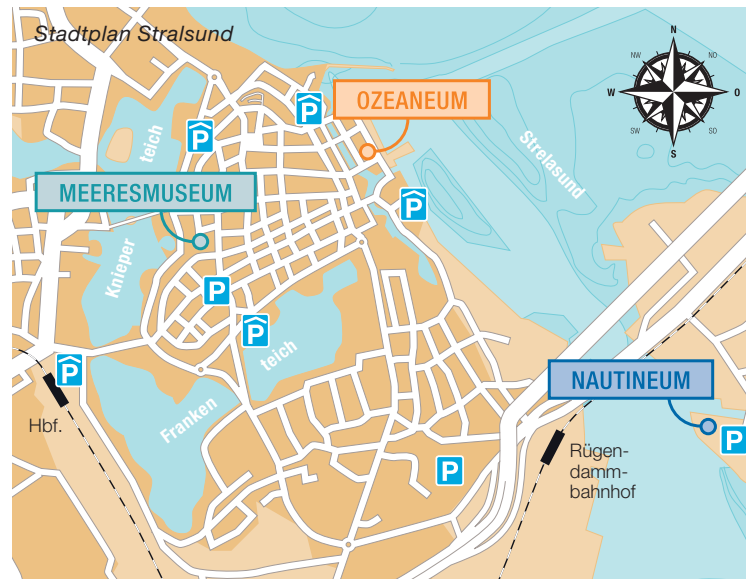 Stadtplan Stralsund
N
NW
NO
W
O
SW
SO
S
P
P
OZEANEUM
teich
Strelasund
MEERESMUSEUM
P
Knieper
P
P
teich
P
Hbf.
Franken
NAUTINEUM
P
P
Rügen-
damm-
bahnhof